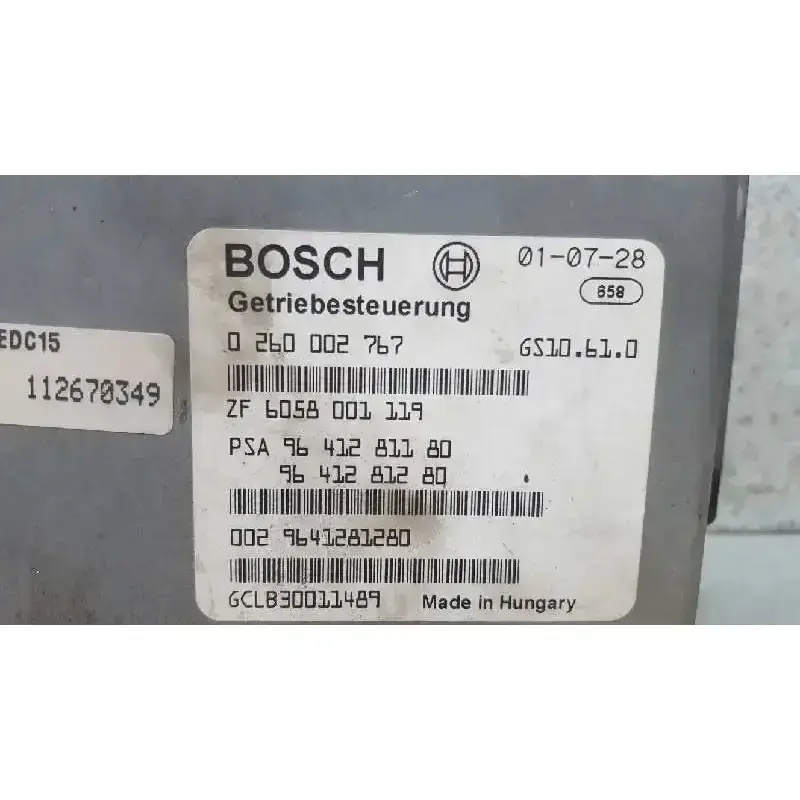 BOSCH 01-07-28
658
Getriebesteuerung
0 260 002 767 GS10.61.0
ZF 6058 001 119
PSA 96 412 811 80
96 412 812 80
002 9641281280
GCLB30011489 Made in Hungary
EDC15
112670349